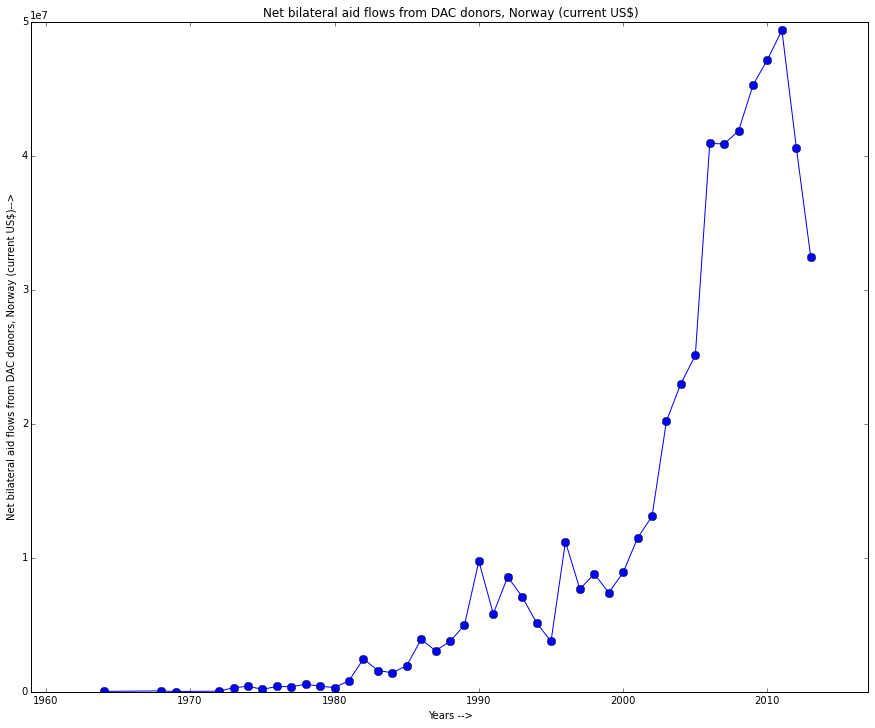 Net bilateral aid flows from DAC donors, Norway (current US$)
1e7
5
4
3
2
1
0
Net bilateral aid flows from DAC donors, Norway (current US$)-->
1960 1970 1980 1990 2000 2010
Years -->